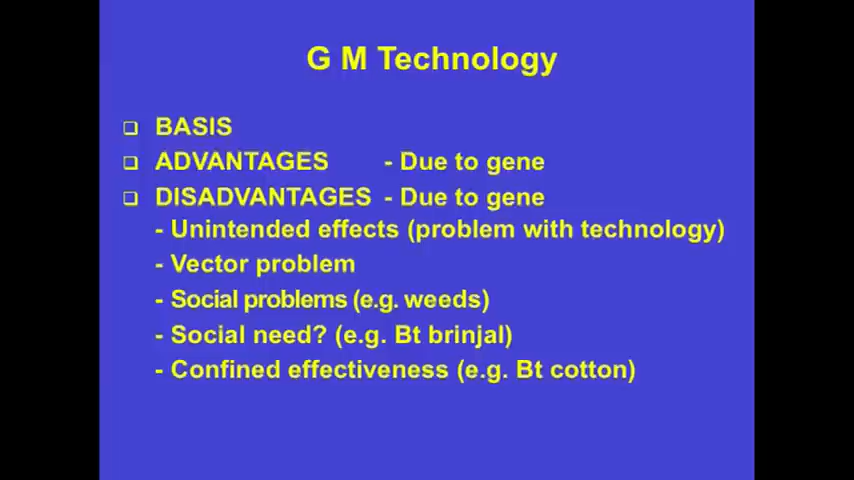 G M Technology
BASIS
ADVANTAGES - Due to gene
DISADVANTAGES - Due to gene
- Unintended effects (problem with technology)
- Vector problem
- Social problems (e.g. weeds)
- Social need? (e.g. Bt brinjal)
- Confined effectiveness (e.g. Bt cotton)